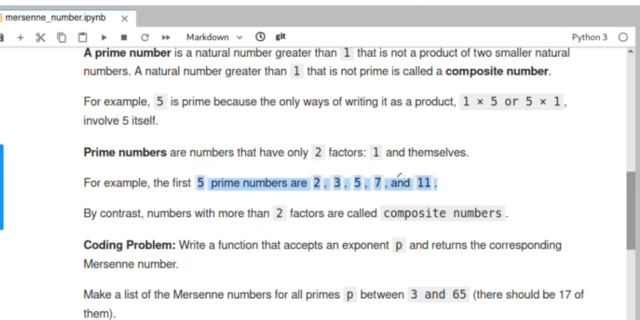 mersenne_number.ipynb
Markdown
git
Python 3
A prime number is a natural number greater than 1 that is not a product of two smaller natural
numbers. A natural number greater than 1 that is not prime is called a composite number.
For example, 5 is prime because the only ways of writing it as a product, 1 × 5 or 5 × 1,
involve 5 itself.
Prime numbers are numbers that have only 2 factors: 1 and themselves.
For example, the first 5 prime numbers are 2, 3, 5, 7, and 11.
By contrast, numbers with more than 2 factors are called composite numbers.
Coding Problem: Write a function that accepts an exponent p and returns the corresponding
Mersenne number.
Make a list of the Mersenne numbers for all primes p between 3 and 65 (there should be 17 of
them).